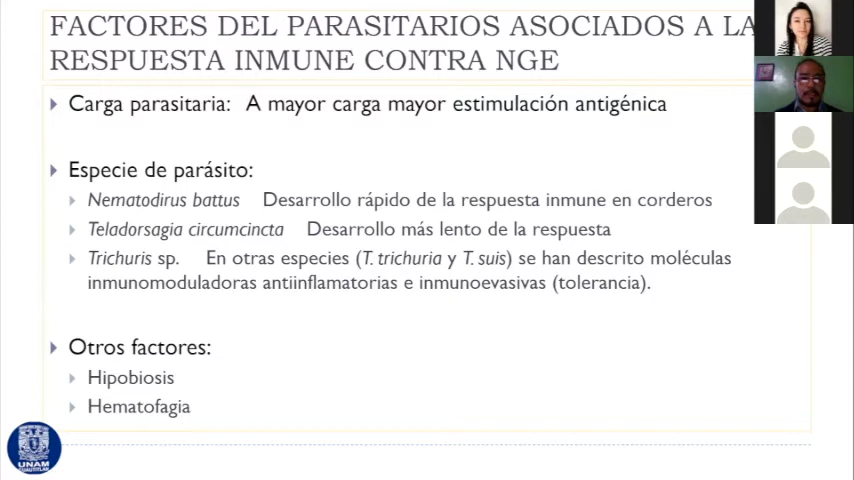 FACTORES DEL PARASITARIOS ASOCIADOS A LA
RESPUESTA INMUNE CONTRA NGE
Carga parasitaria: A mayor carga mayor estimulación antigénica
Especie de parásito:
Nematodirus battus Desarrollo rápido de la respuesta inmune en corderos
Teladorsagia circumcincta Desarrollo más lento de la respuesta
Trichuris sp. En otras especies (T. trichuria y T. suis) se han descrito moléculas
inmunomoduladoras antiinflamatorias e inmunoevasivas (tolerancia).
Otros factores:
Hipobiosis
Hematofagia
UNAM
CUAUTITLÁN